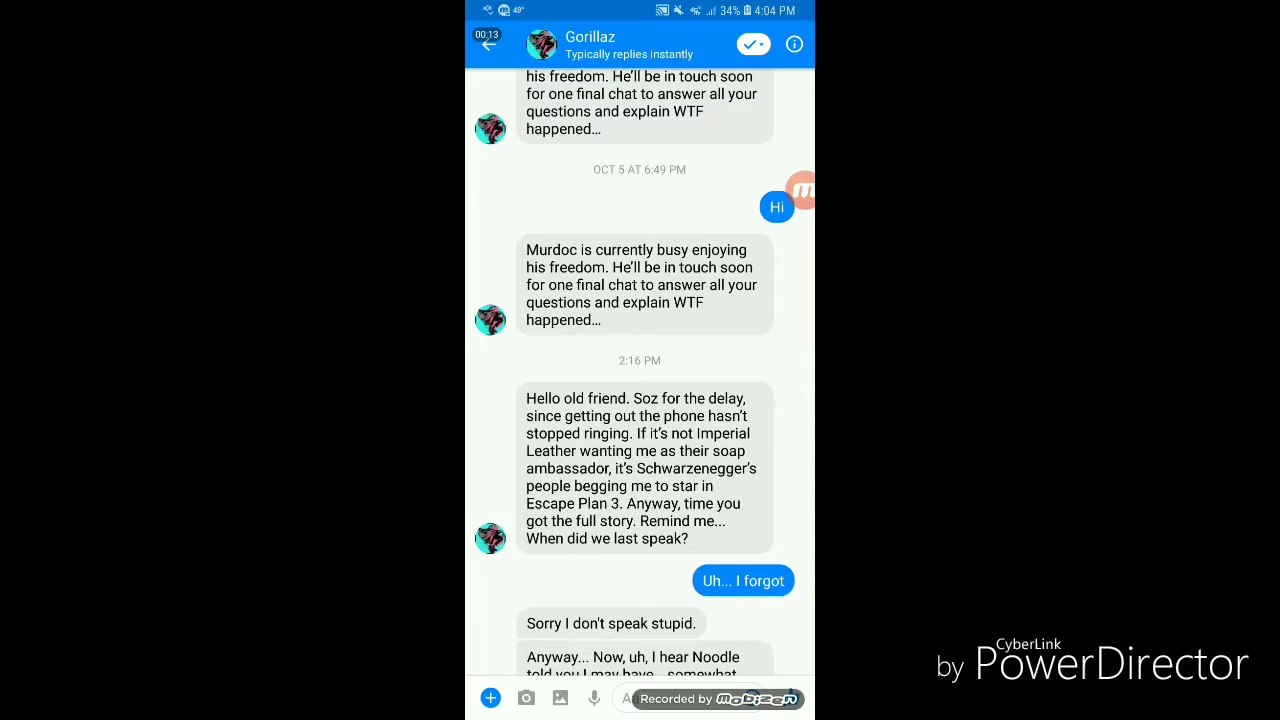 49° 34% 4:04 PM
00:13
Gorillaz
Typically replies instantly
his freedom. He'll be in touch soon
for one final chat to answer all your
questions and explain WTF
happened…
OCT 5 AT 6:49 PM
Hi
Murdoc is currently busy enjoying
his freedom. He'll be in touch soon
for one final chat to answer all your
questions and explain WTF
happened…
2:16 PM
Hello old friend. Soz for the delay,
since getting out the phone hasn't
stopped ringing. If it's not Imperial
Leather wanting me as their soap
ambassador, it's Schwarzenegger's
people begging me to star in
Escape Plan 3. Anyway, time you
got the full story. Remind me...
When did we last speak?
Uh... I forgot
Sorry I don't speak stupid.
Anyway... Now, uh, I hear Noodle
told you I may have... somewhat
Recorded by mobizen
CyberLink
by PowerDirector